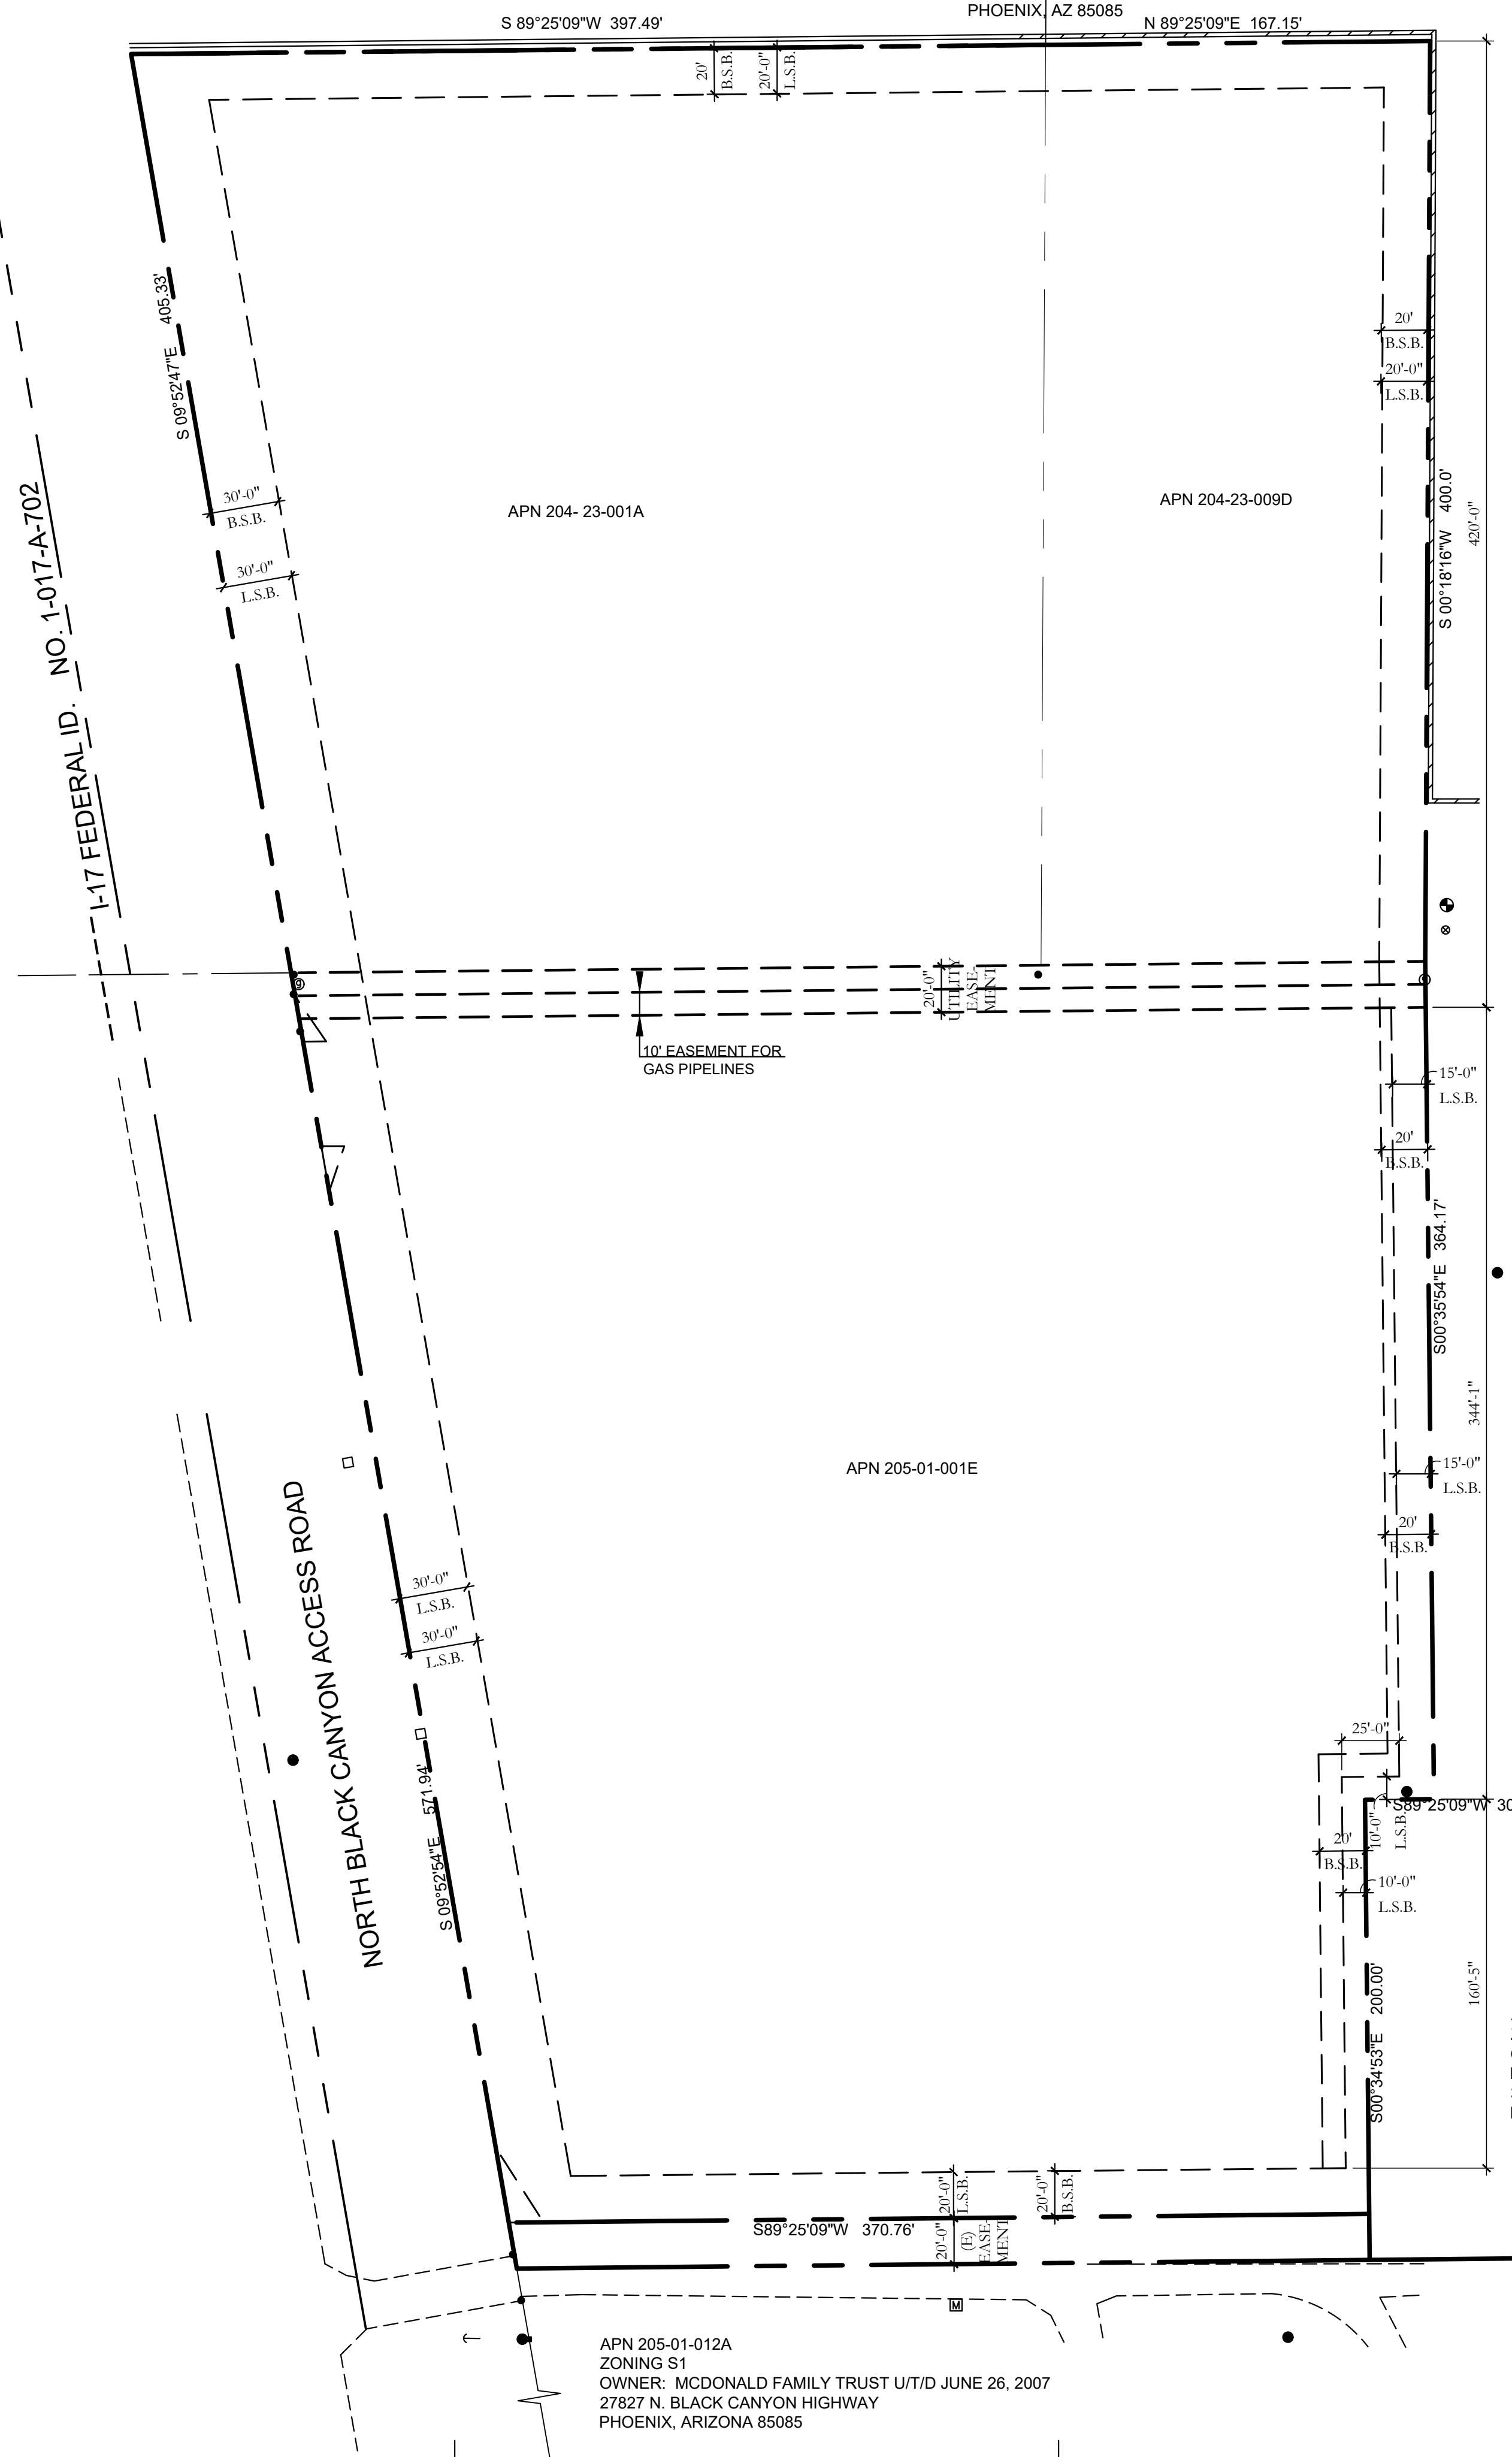 PHOENIX, AZ 85085
S 89°25'09"W 397.49'
N 89°25'09"E 167.15'
20'
B.S.B.
20'-0"
L.S.B.
S 09°52'47"E 405.33'
20'
B.S.B.
20'-0"
L.S.B.
30'-0"
B.S.B.
30'-0"
L.S.B.
APN 204- 23-001A
APN 204-23-009D
S 00°18'16"W 400.0'
420'-0"
I-17 FEDERAL ID. NO. 1-017-A-702
g
20'-0"
UTILITY
EASE-
MENT
10' EASEMENT FOR
GAS PIPELINES
15'-0"
L.S.B.
20'
B.S.B.
S00°35'54"E 364.17'
344'-1"
APN 205-01-001E
15'-0"
L.S.B.
20'
B.S.B.
NORTH BLACK CANYON ACCESS ROAD
30'-0"
L.S.B.
30'-0"
L.S.B.
S 09°52'54"E 571.94'
25'-0"
S89°25'09"W 30
10'-0"
L.S.B.
20'
B.S.B.
10'-0"
L.S.B.
S00°34'53"E 200.00'
160'-5"
20'-0"
L.S.B.
20'-0"
B.S.B.
S89°25'09"W 370.76'
20'-0"
(E)
EASE-
MENT
M
APN 205-01-012A
ZONING S1
OWNER: MCDONALD FAMILY TRUST U/T/D JUNE 26, 2007
27827 N. BLACK CANYON HIGHWAY
PHOENIX, ARIZONA 85085